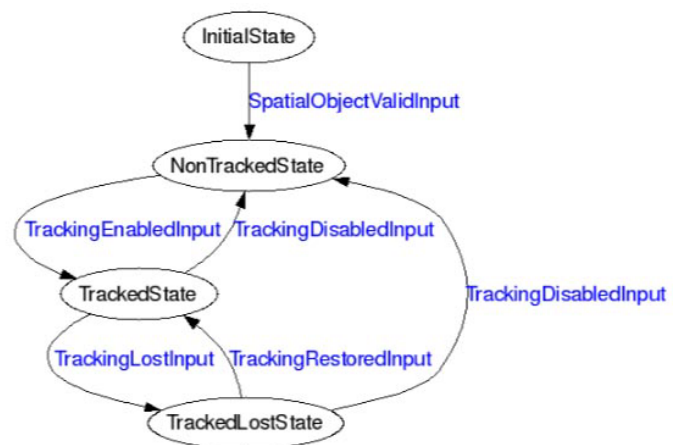 InitialState
SpatialObjectValidInput
NonTrackedState
TrackingEnabledInput
TrackingDisabledInput
TrackedState
TrackingDisabledInput
TrackingLostInput
TrackingRestoredInput
TrackedLostState